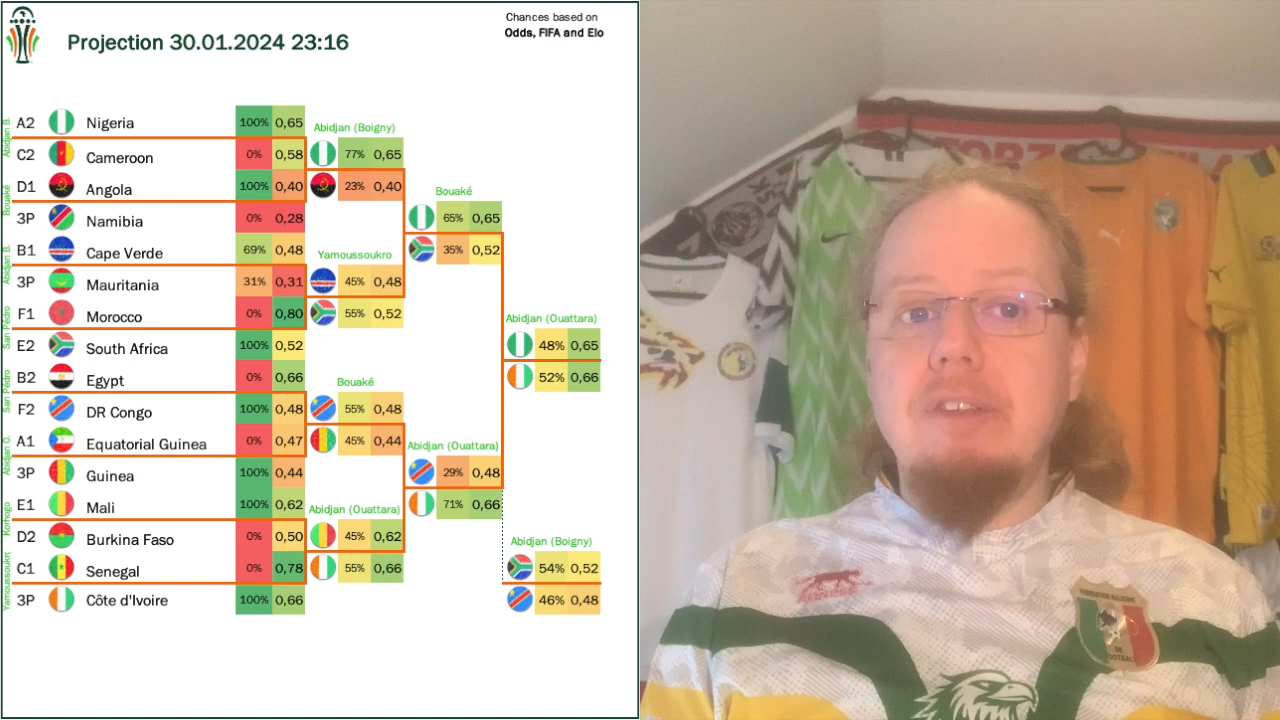 Chances based on
Odds, FIFA and Elo
Projection 30.01.2024 23:16
A2 Nigeria 100% 0,65
C2 Cameroon 0% 0,58
D1 Angola 100% 0,40
3P Namibia 0% 0,28
B1 Cape Verde 69% 0,48
3P Mauritania 31% 0,31
F1 Morocco 0% 0,80
E2 South Africa 100% 0,52
B2 Egypt 0% 0,66
F2 DR Congo 100% 0,48
A1 Equatorial Guinea 0% 0,47
3P Guinea 100% 0,44
E1 Mali 100% 0,62
D2 Burkina Faso 0% 0,50
C1 Senegal 0% 0,78
3P Côte d'Ivoire 100% 0,66
Abidjan B.
Bouaké
Abidjan B.
San Pédro
San Pédro
Abidjan O.
Korhogo
Abidjan (Boigny)
77% 0,65
23% 0,40
Yamoussoukro
45% 0,48
55% 0,52
Bouaké
55% 0,48
45% 0,44
Abidjan (Ouattara)
45% 0,62
55% 0,66
Bouaké
65% 0,65
35% 0,52
Abidjan (Ouattara)
29% 0,48
71% 0,66
Abidjan (Ouattara)
48% 0,65
52% 0,66
Abidjan (Boigny)
54% 0,52
46% 0,48